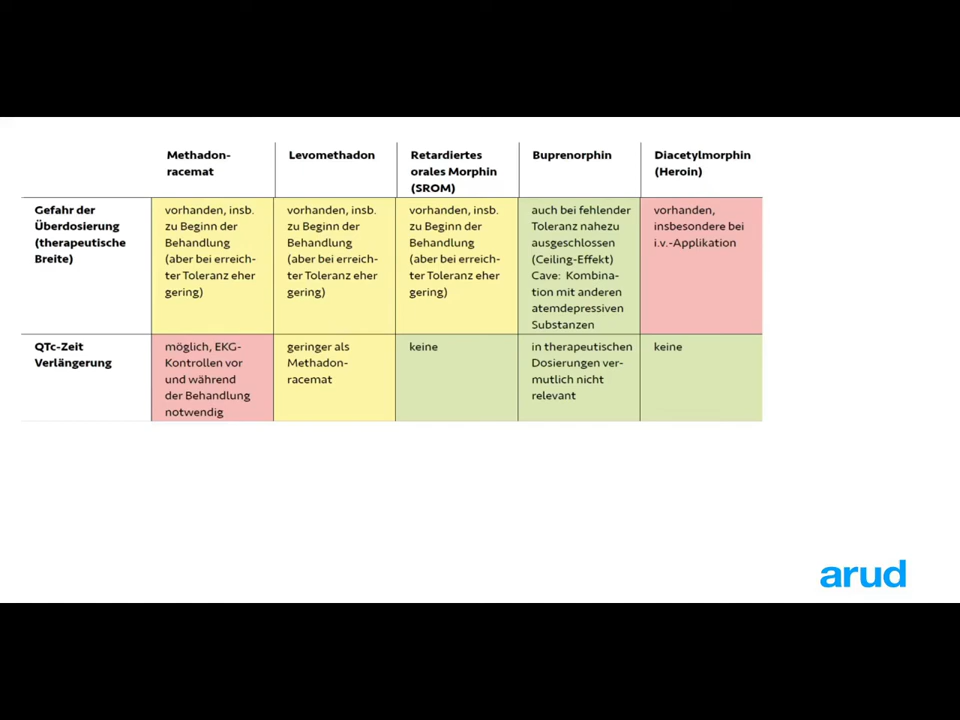 Methadon-
racemat
Levomethadon
Retardiertes
orales Morphin
(SROM)
Buprenorphin
Diacetylmorphin
(Heroin)
Gefahr der
Überdosierung
(therapeutische
Breite)
vorhanden, insb.
zu Beginn der
Behandlung
(aber bei erreich-
ter Toleranz eher
gering)
vorhanden, insb.
zu Beginn der
Behandlung
(aber bei erreich-
ter Toleranz eher
gering)
vorhanden, insb.
zu Beginn der
Behandlung
(aber bei erreich-
ter Toleranz eher
gering)
auch bei fehlender
Toleranz nahezu
ausgeschlossen
(Ceiling-Effekt)
Cave: Kombina-
tion mit anderen
atemdepressiven
Substanzen
vorhanden,
insbesondere bei
i.v.-Applikation
QTc-Zeit
Verlängerung
möglich, EKG-
Kontrollen vor
und während
der Behandlung
notwendig
geringer als
Methadon-
racemat
keine
in therapeutischen
Dosierungen ver-
mutlich nicht
relevant
keine
arud